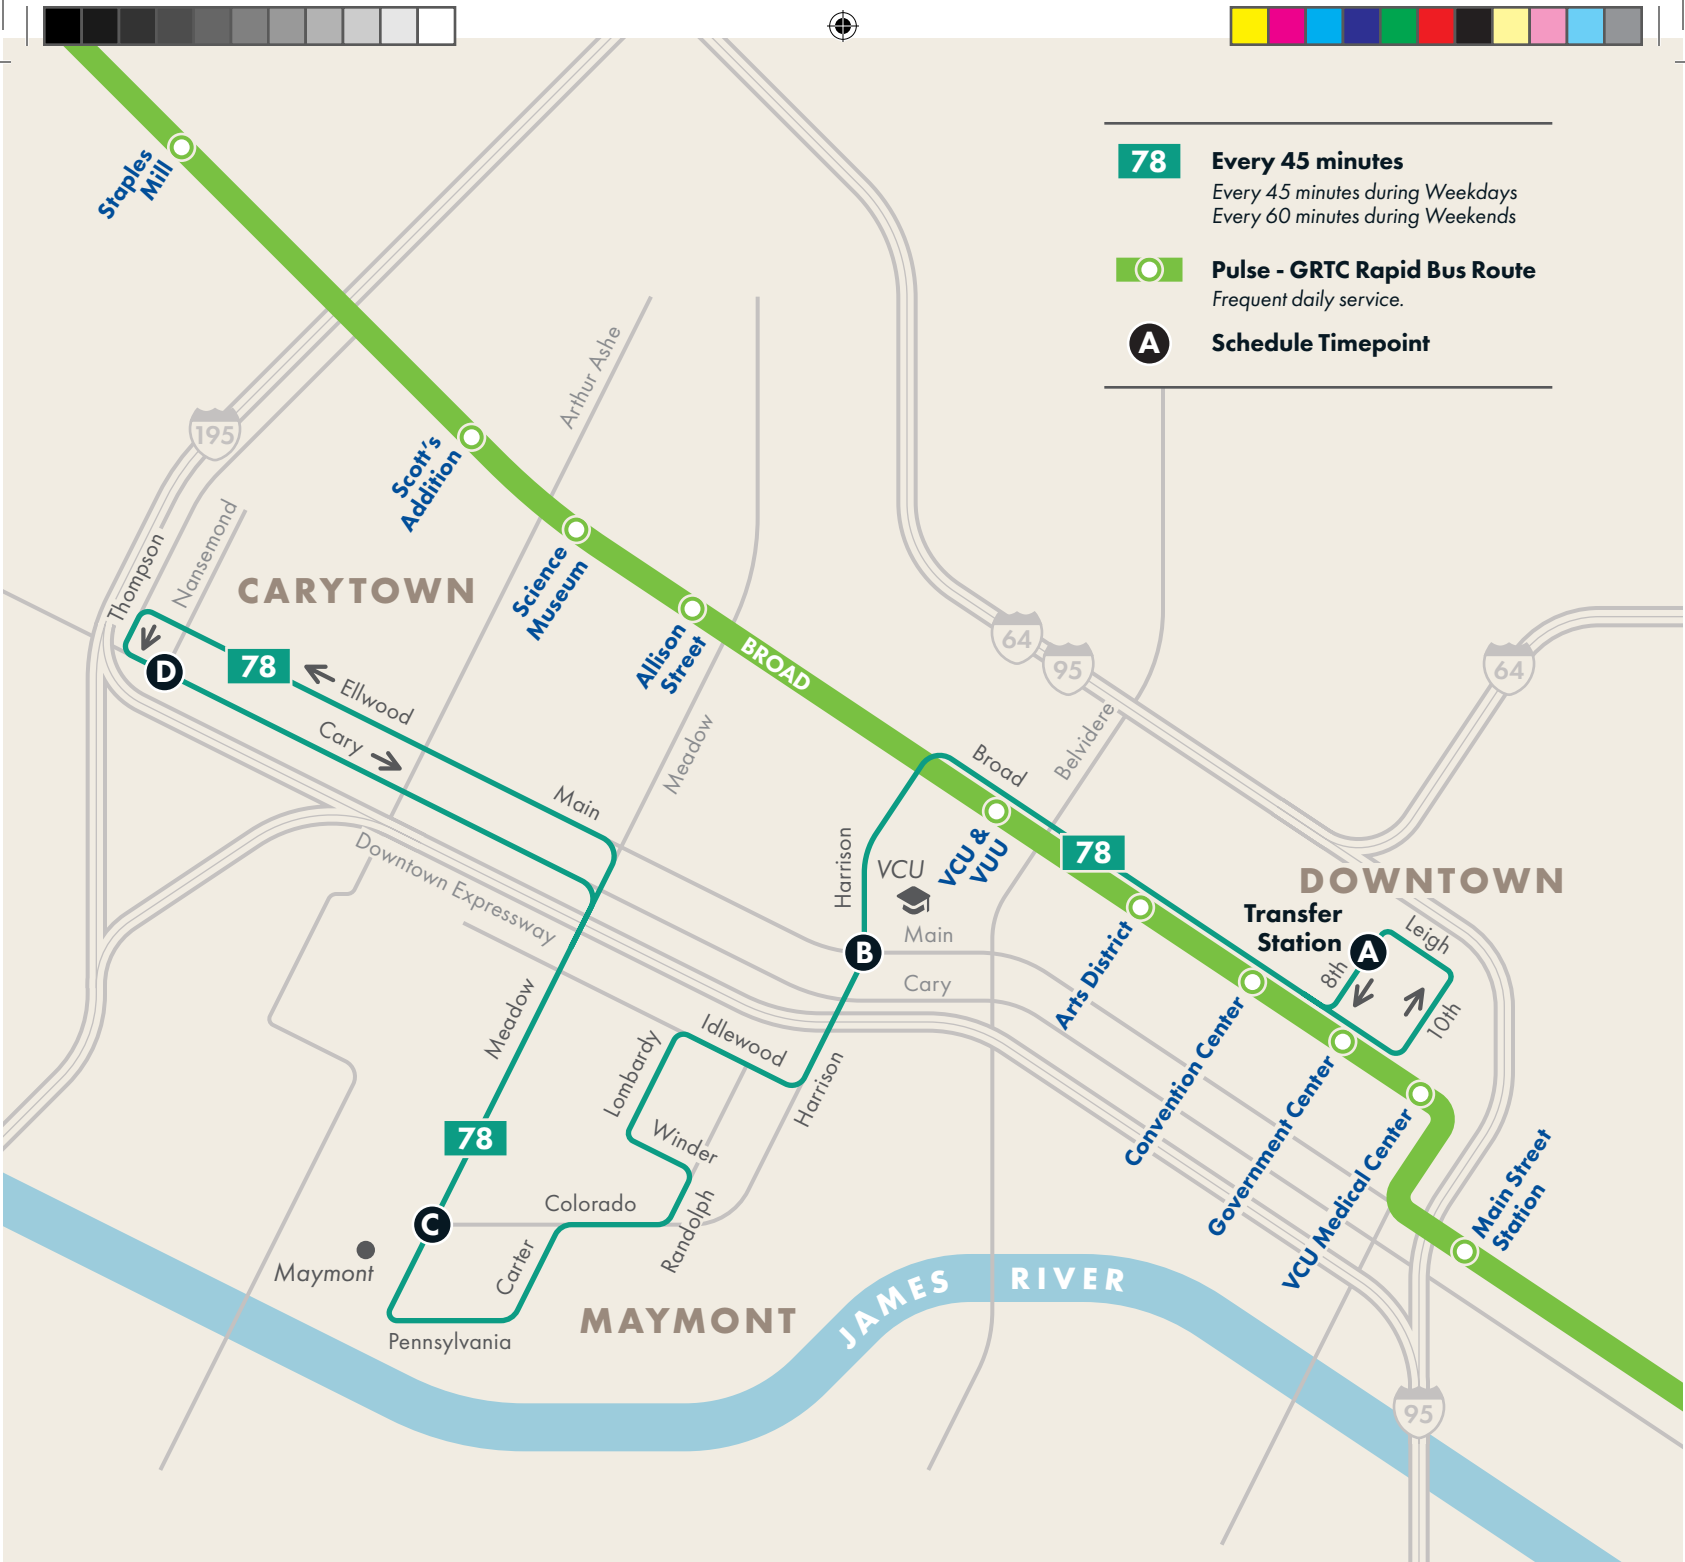 78
Every 45 minutes
Every 45 minutes during Weekdays
Every 60 minutes during Weekends
Pulse - GRTC Rapid Bus Route
Frequent daily service.
A
Schedule Timepoint
Staples
Mill
Arthur Ashe
195
Scott's
Addition
Nansemond
Thompson
CARYTOWN
Science
Museum
Allison
Street
BROAD
64
95
64
D
78
Ellwood
Cary
Meadow
Belvidere
Broad
Main
Downtown Expressway
Harrison
VCU
VCU &
VUU
78
DOWNTOWN
Transfer
Station
A
Leigh
8th
10th
B
Main
Cary
Arts District
Meadow
Idlewood
Lombardy
Harrison
Winder
Convention Center
Government Center
VCU Medical Center
Main Street
Station
78
C
Colorado
Randolph
Carter
Maymont
Pennsylvania
MAYMONT
JAMES RIVER
95